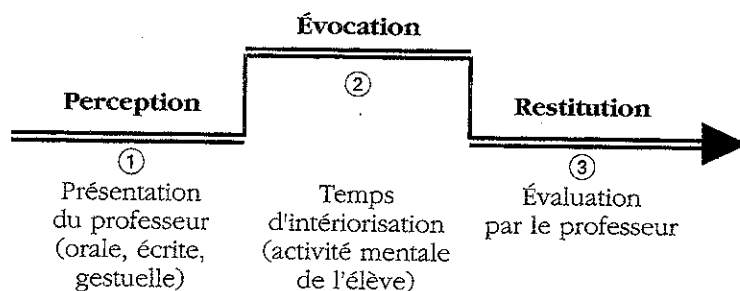 Évocation
②
Perception
Restitution
①
③
Présentation
du professeur
(orale, écrite,
gestuelle)
Temps
d'intériorisation
(activité mentale
de l'élève)
Évaluation
par le professeur